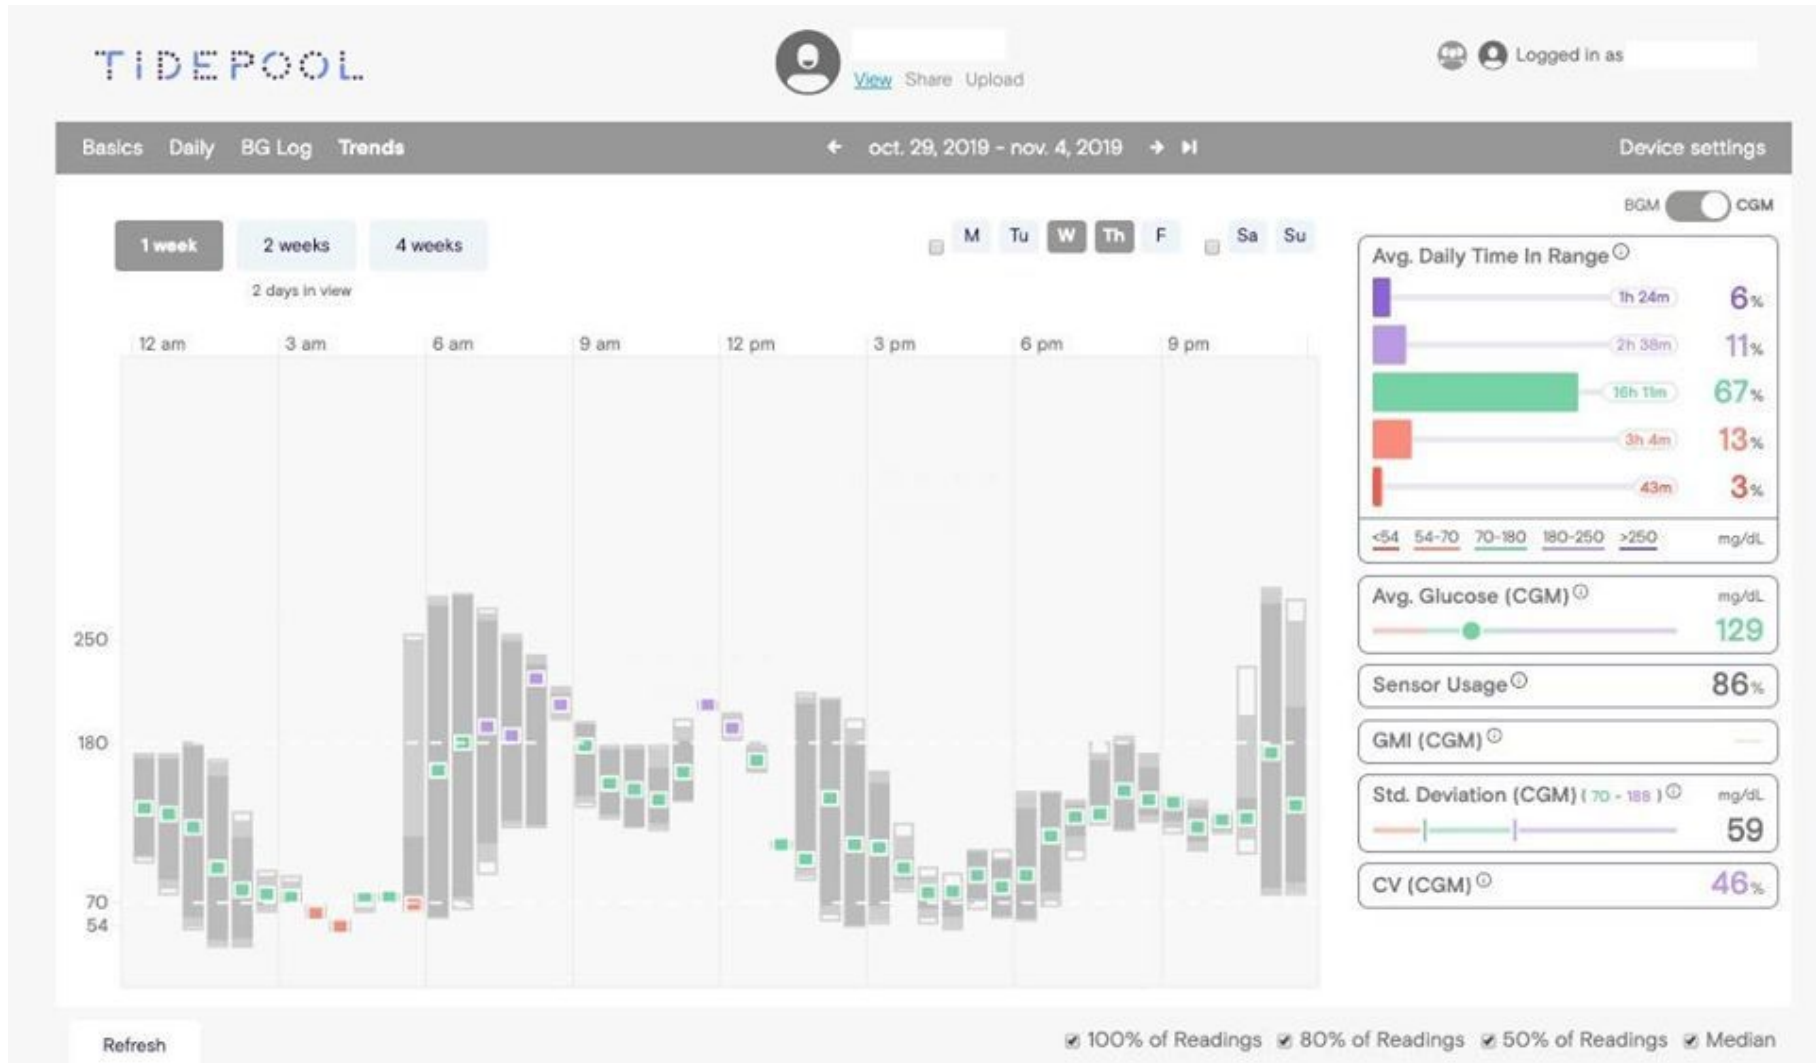 TIDEPOOL
View Share Upload
Logged in as
Basics Daily BG Log Trends
oct. 29, 2019 - nov. 4, 2019
Device settings
BGM CGM
1 week 2 weeks 4 weeks
2 days in view
M Tu W Th F Sa Su
12 am 3 am 6 am 9 am 12 pm 3 pm 6 pm 9 pm
250
180
70
54
Avg. Daily Time In Range
1h 24m 6%
2h 38m 11%
16h 11m 67%
3h 4m 13%
43m 3%
<54 54-70 70-180 180-250 >250 mg/dL
Avg. Glucose (CGM) mg/dL
129
Sensor Usage 86%
GMI (CGM)
Std. Deviation (CGM) ( 70 - 188 ) mg/dL
59
CV (CGM) 46%
Refresh
100% of Readings 80% of Readings 50% of Readings Median